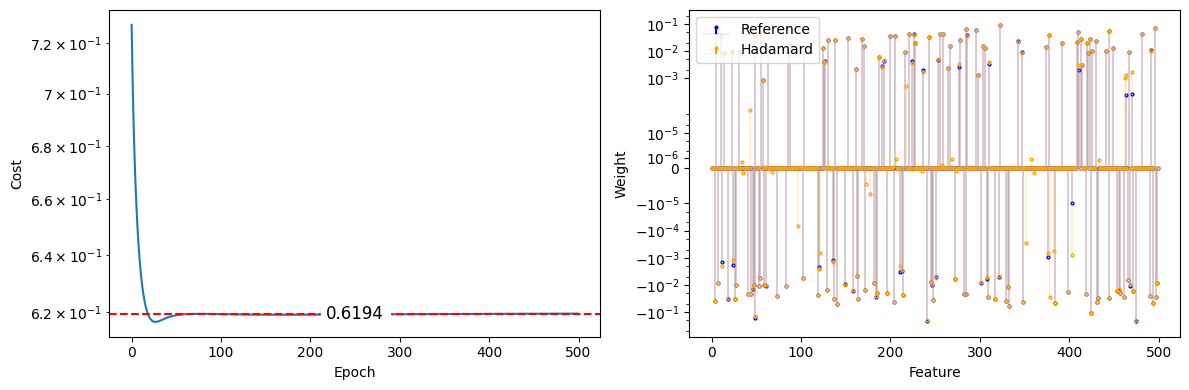 7.2 × 10⁻¹
7 × 10⁻¹
6.8 × 10⁻¹
6.6 × 10⁻¹
6.4 × 10⁻¹
6.2 × 10⁻¹
Cost
0.6194
0 100 200 300 400 500
Epoch
10⁻¹
10⁻²
10⁻³
10⁻⁵
10⁻⁶
0
−10⁻⁵
−10⁻⁴
−10⁻³
−10⁻²
−10⁻¹
Weight
Reference
Hadamard
0 100 200 300 400 500
Feature